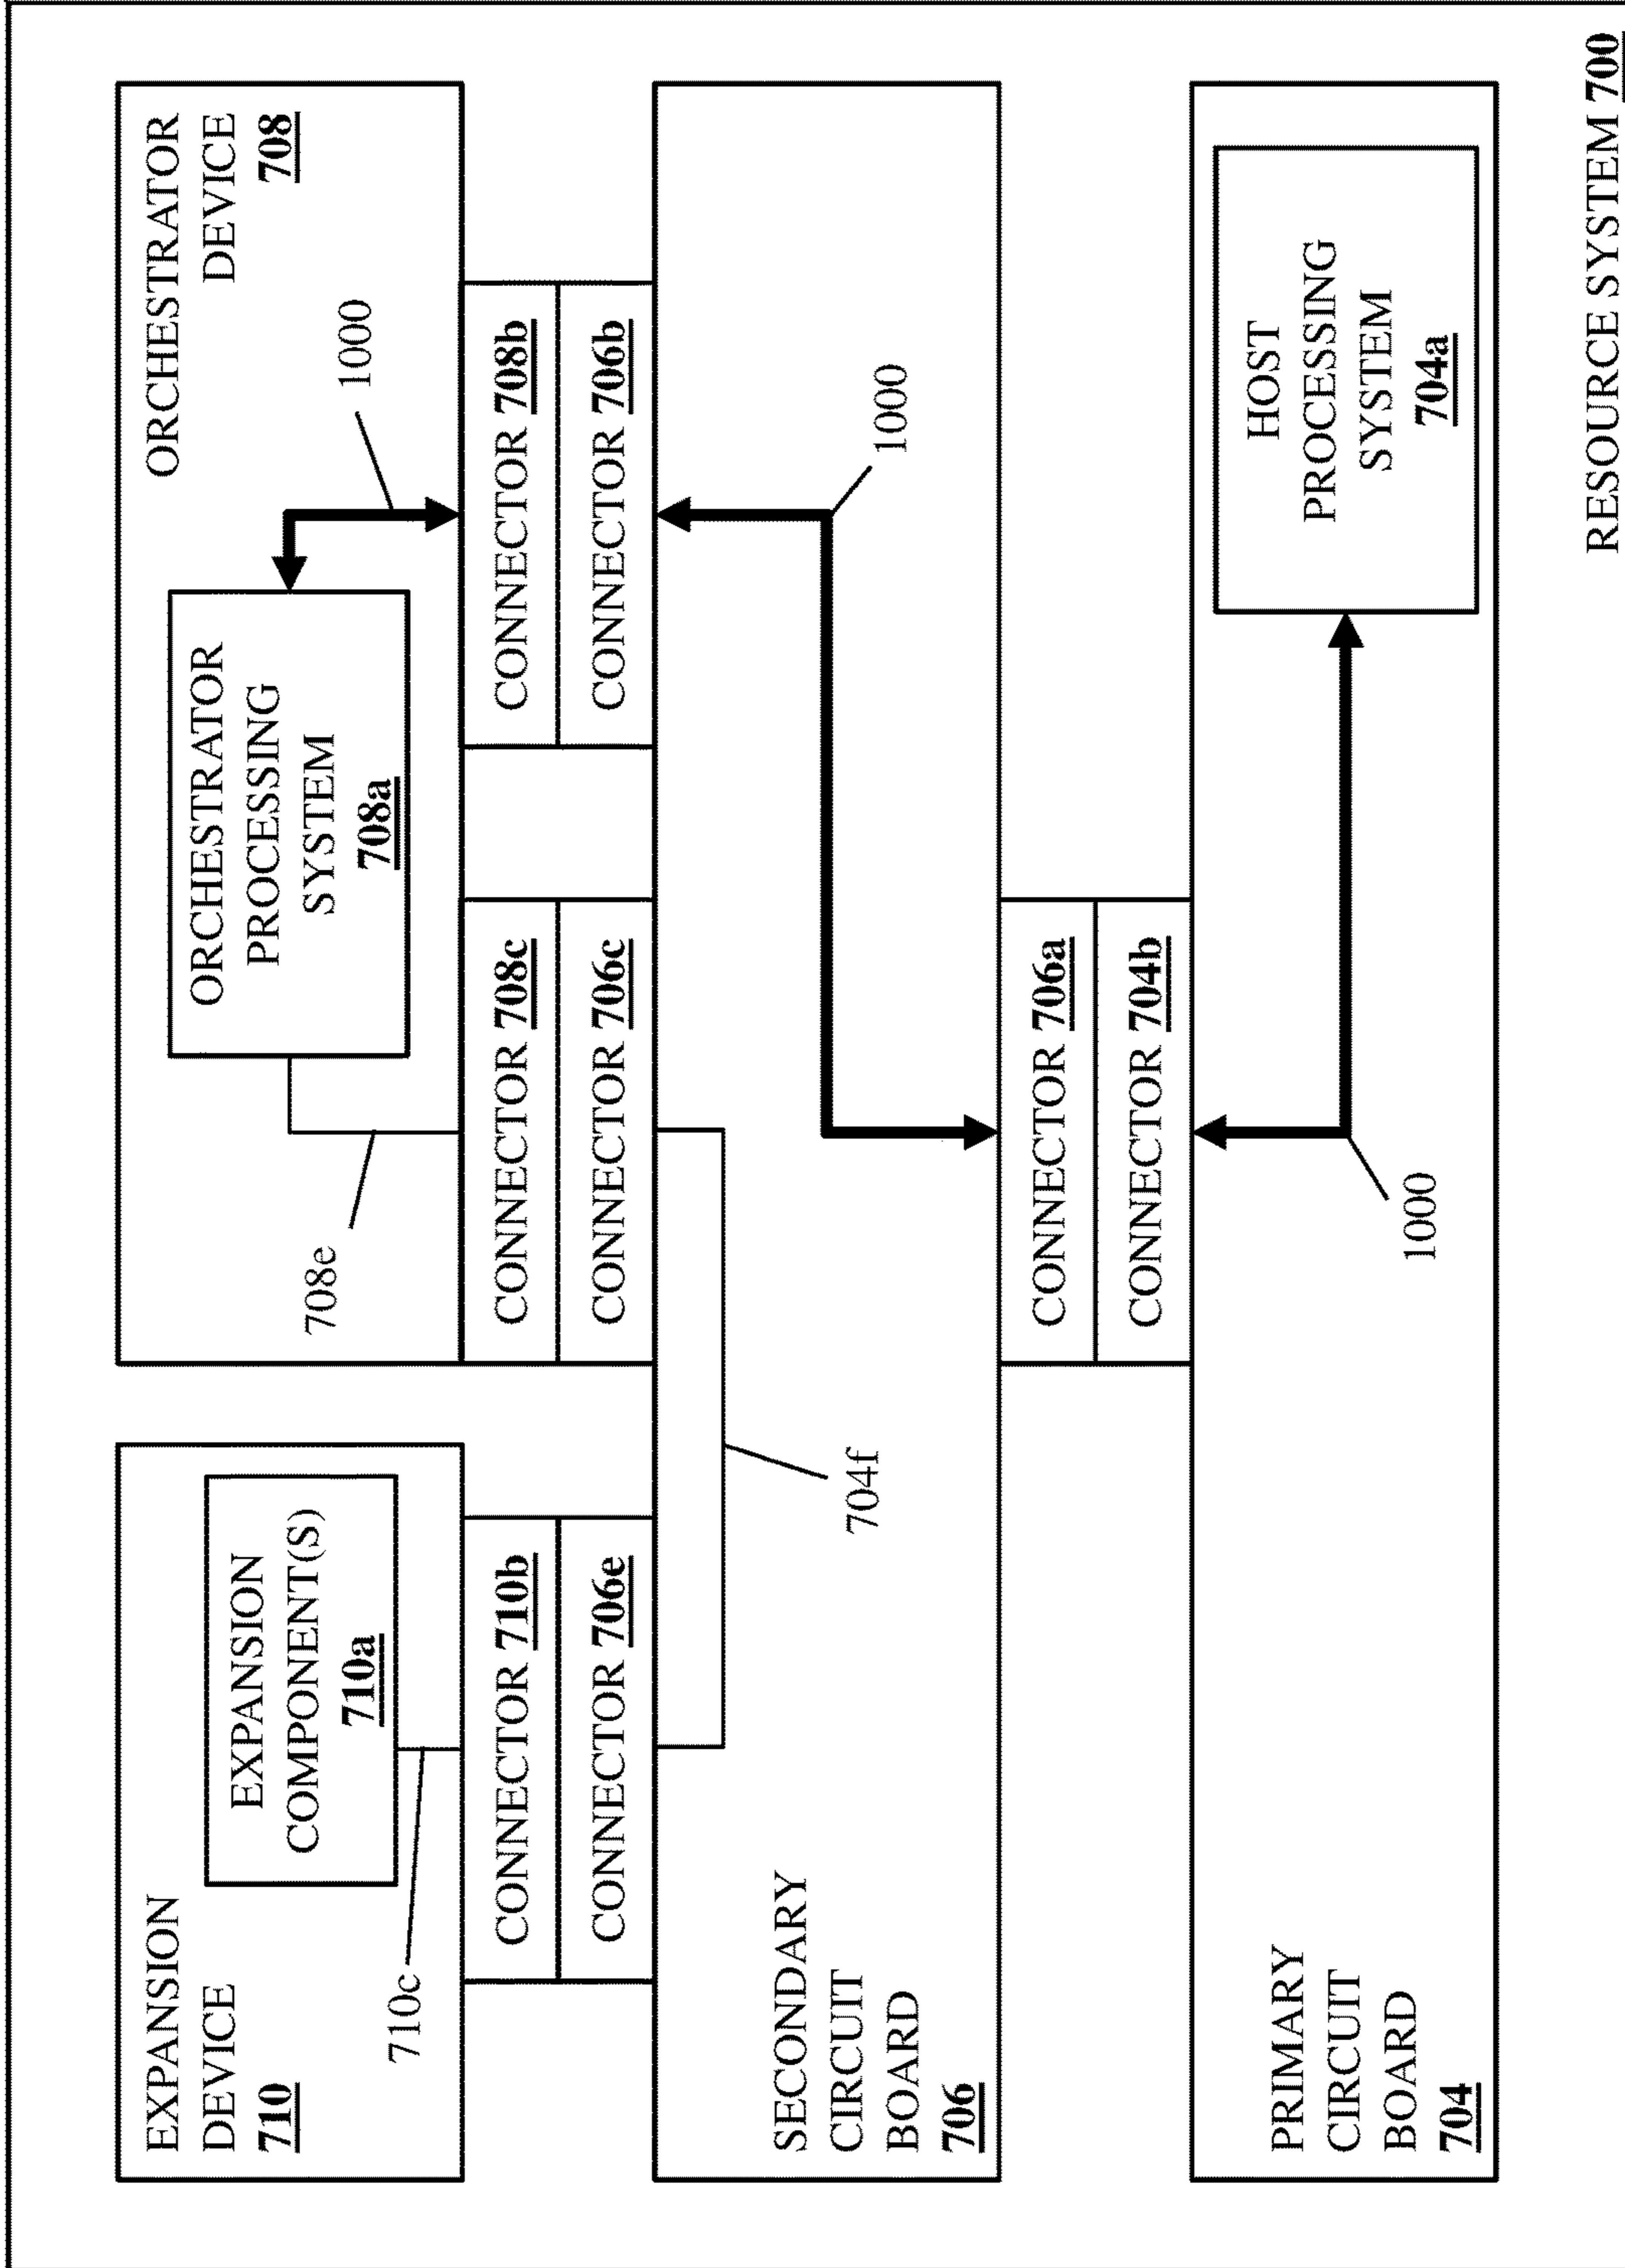 EXPANSION
DEVICE
710
EXPANSION
COMPONENT(S)
710a
710c
ORCHESTRATOR
DEVICE
708
ORCHESTRATOR
PROCESSING
SYSTEM
708a
708e
1000
CONNECTOR 710b
CONNECTOR 706e
CONNECTOR 708c
CONNECTOR 706c
CONNECTOR 708b
CONNECTOR 706b
704f
1000
SECONDARY
CIRCUIT
BOARD
706
CONNECTOR 706a
CONNECTOR 704b
PRIMARY
CIRCUIT
BOARD
704
1000
HOST
PROCESSING
SYSTEM
704a
RESOURCE SYSTEM 700